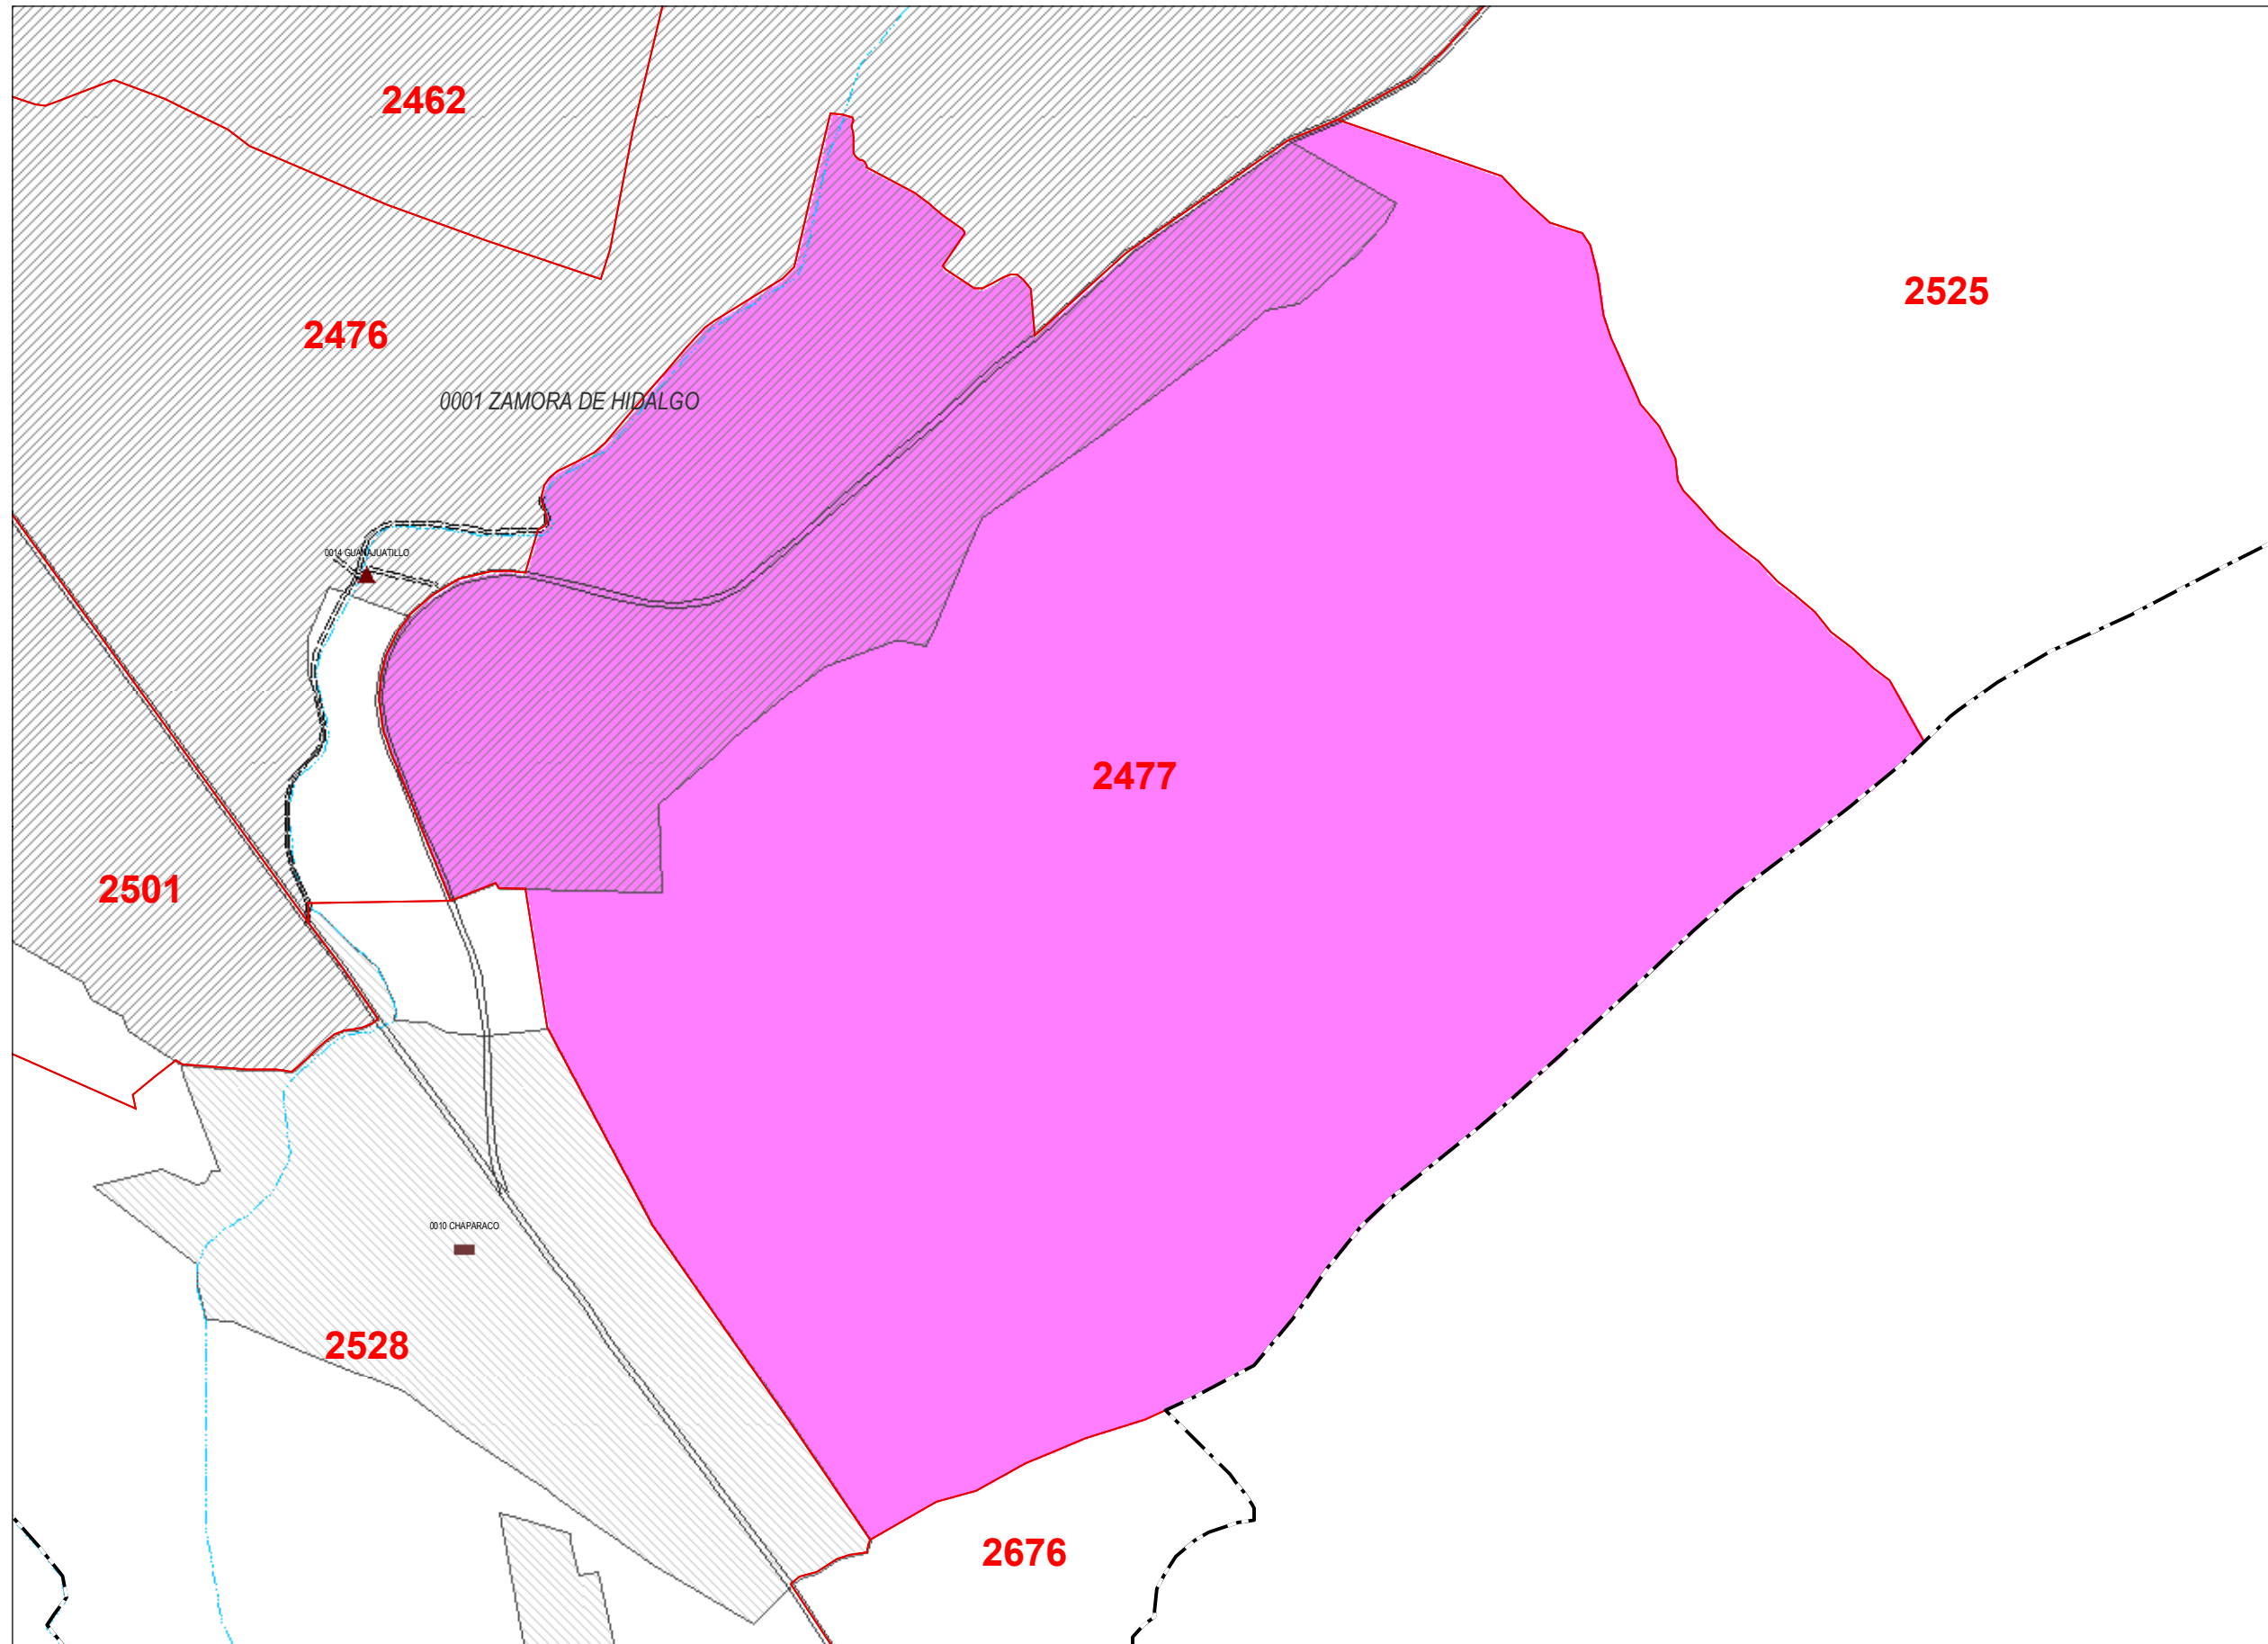 2462
2525
2476
0001 ZAMORA DE HIDALGO
0014 GUANAJUATILLO
2477
2501
0010 CHAPARACO
2528
2676